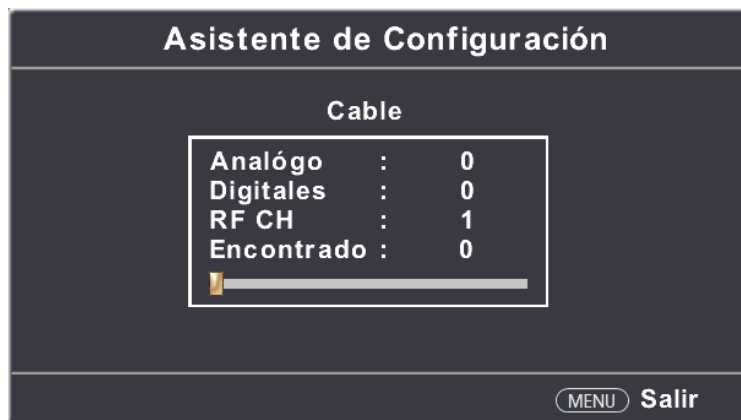 Asistente de Configuración
Cable
Analógo : 0
Digitales : 0
RF CH : 1
Encontrado : 0
MENU Salir